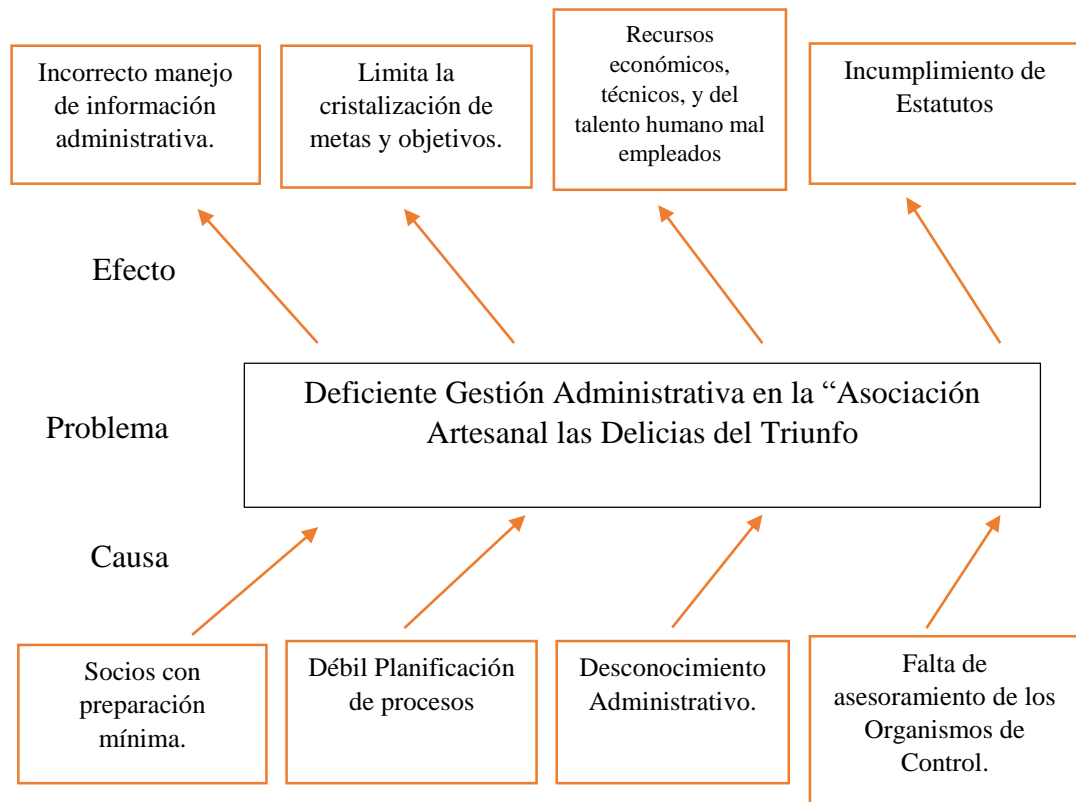 Incorrecto manejo
de información
administrativa.
Limita la
cristalización de
metas y objetivos.
Recursos
económicos,
técnicos, y del
talento humano mal
empleados
Incumplimiento de
Estatutos
Efecto
Problema
Deficiente Gestión Administrativa en la “Asociación
Artesanal las Delicias del Triunfo
Causa
Socios con
preparación
mínima.
Débil Planificación
de procesos
Desconocimiento
Administrativo.
Falta de
asesoramiento de los
Organismos de
Control.